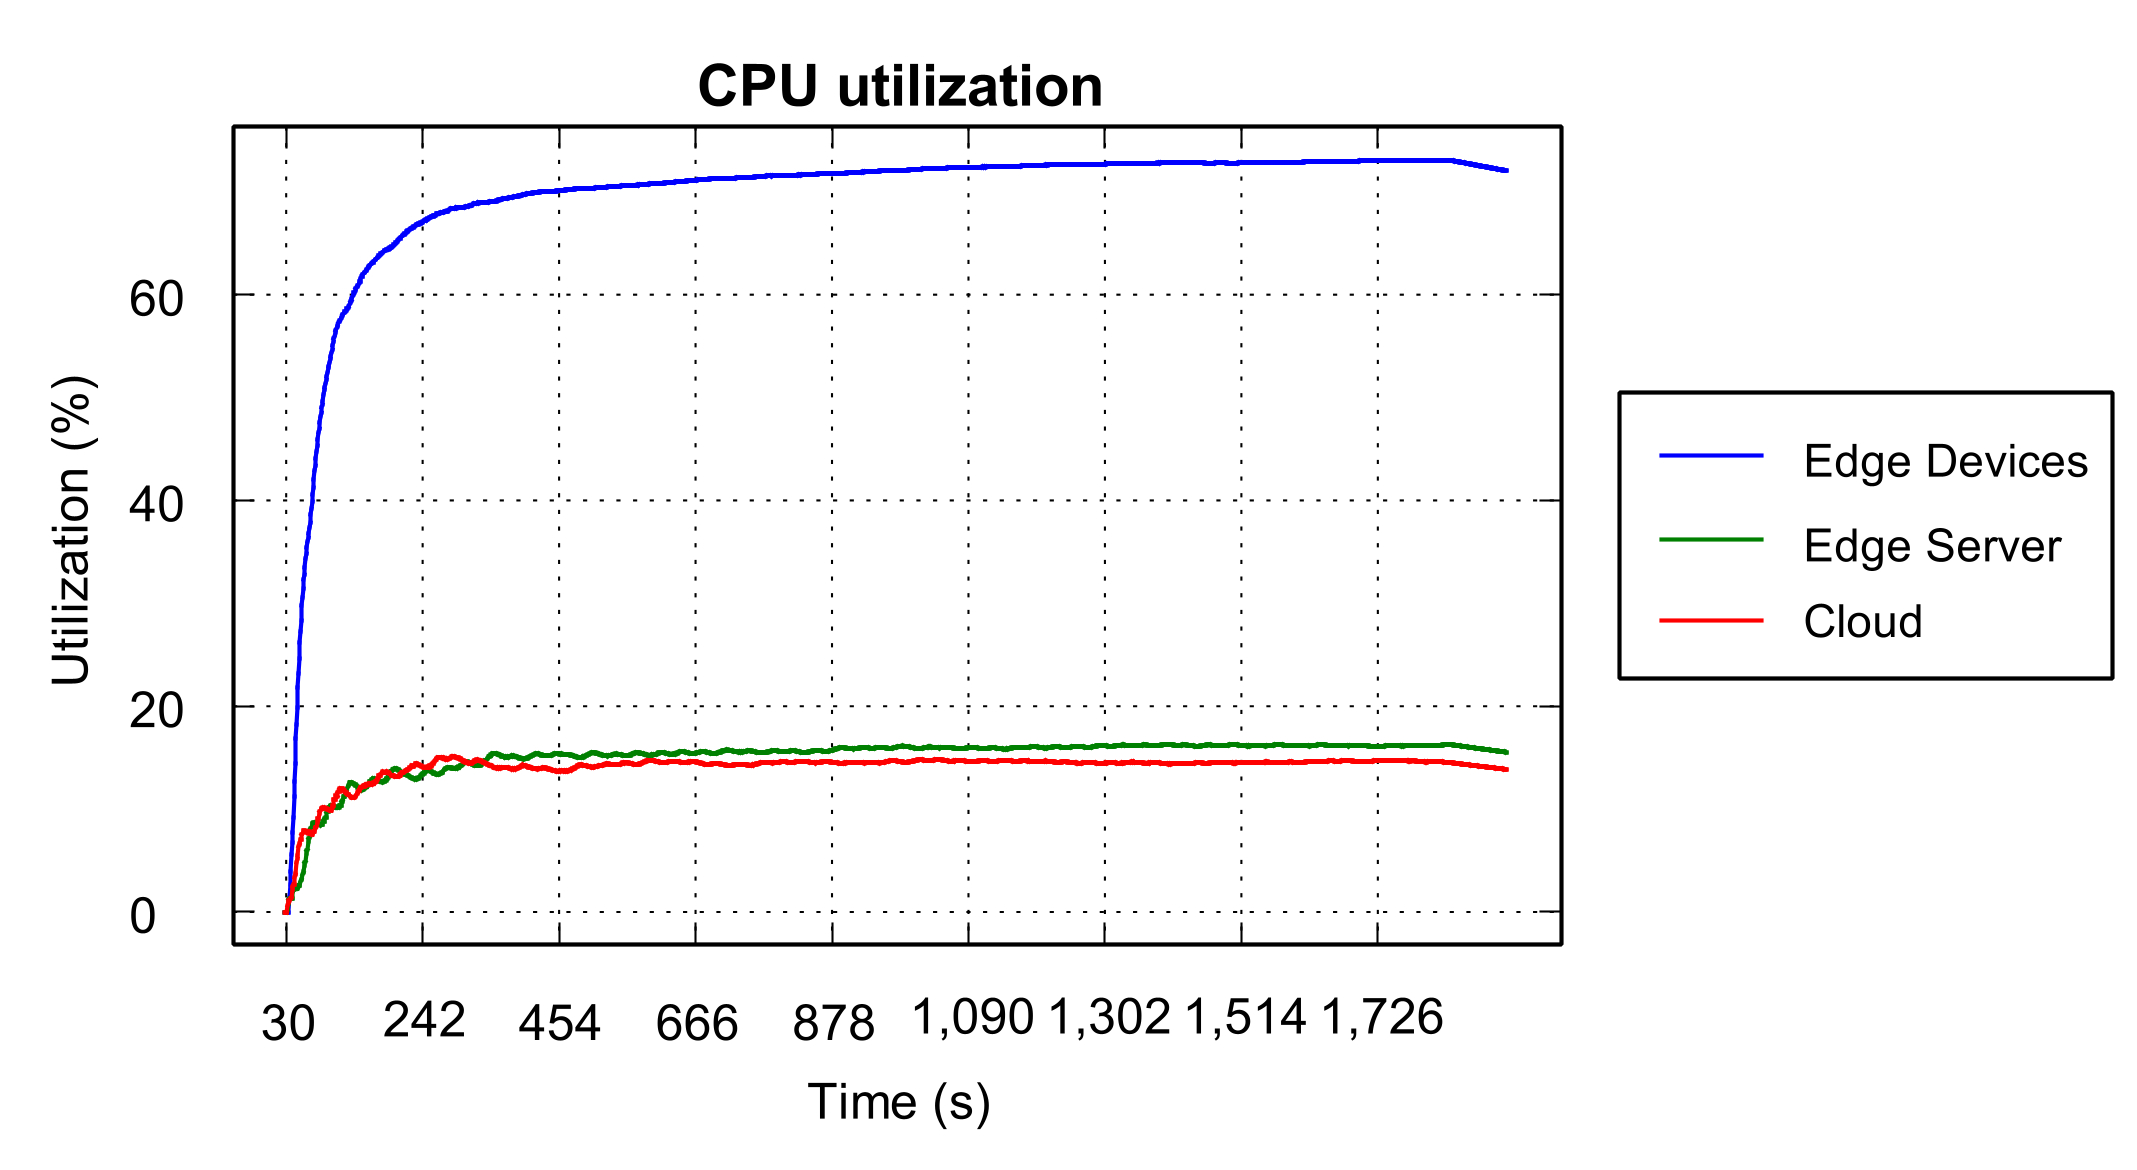 CPU utilization
Utilization (%)
60
40
20
0
30 242 454 666 878 1,090 1,302 1,514 1,726
Time (s)
Edge Devices
Edge Server
Cloud